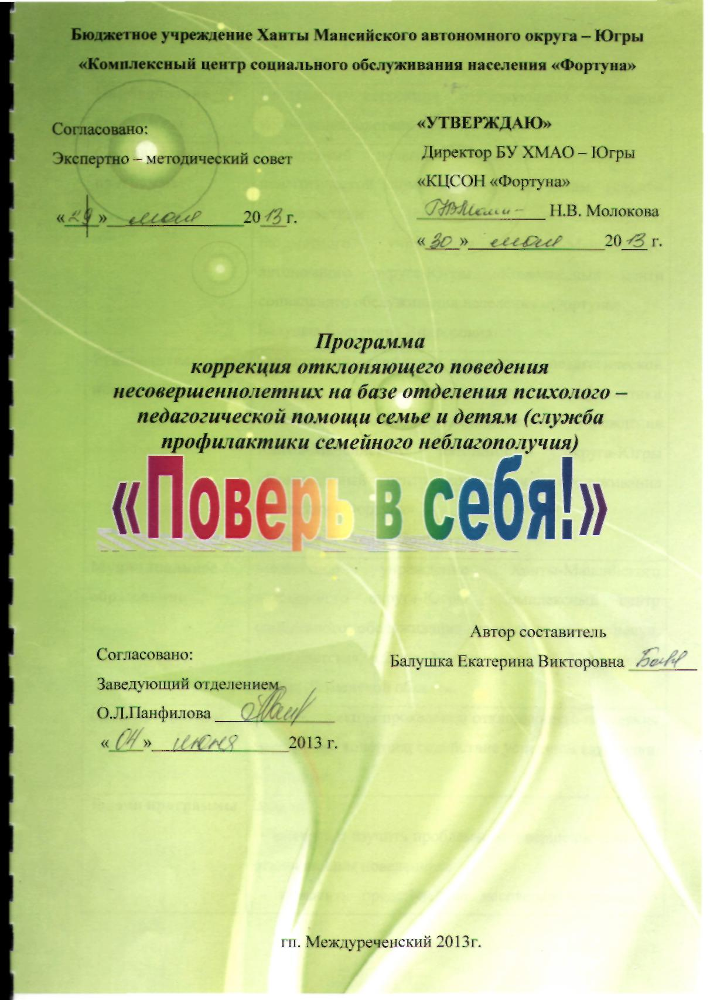 Бюджетное учреждение Ханты Мансийского автономного округа – Югры
«Комплексный центр социального обслуживания населения «Фортуна»
Согласовано:
Экспертно – методический совет
«29» мая 2013 г.
«УТВЕРЖДАЮ»
Директор БУ ХМАО – Югры
«КЦСОН «Фортуна»
Н.В. Молокова
«30» мая 2013 г.
Программа
коррекция отклоняющего поведения
несовершеннолетних на базе отделения психолого –
педагогической помощи семье и детям (служба
профилактики семейного неблагополучия)
«Поверь в себя!»
Автор составитель
Балушка Екатерина Викторовна
Согласовано:
Заведующий отделением
О.Л.Панфилова
«04» июня 2013 г.
гп. Междуреченский 2013г.